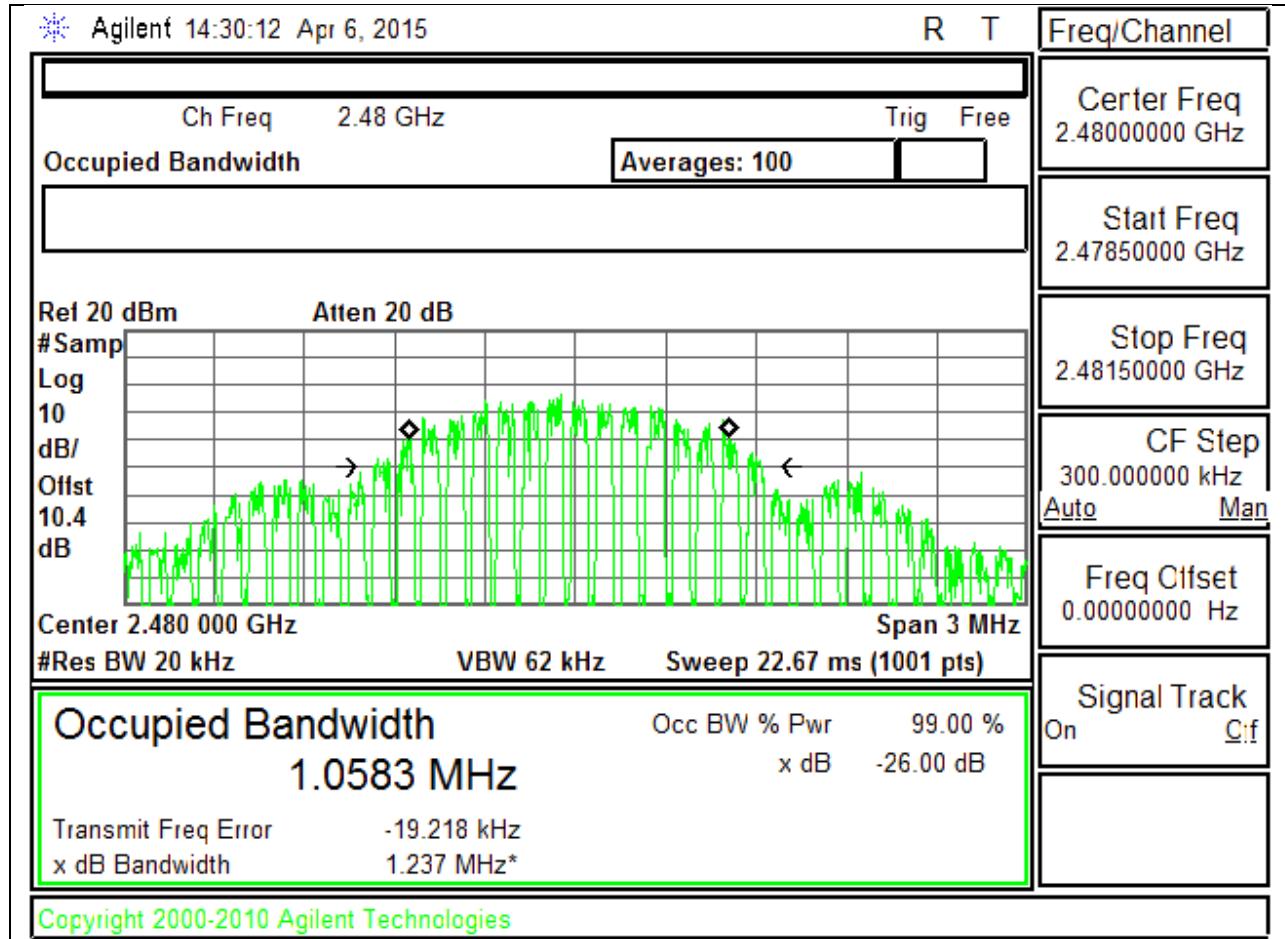 Agilent 14:30:12 Apr 6, 2015 R T
Ch Freq 2.48 GHz Trig Free
Occupied Bandwidth Averages: 100
Ref 20 dBm Atten 20 dB
#Samp
Log
10
dB/
Offst
10.4
dB
Center 2.480 000 GHz Span 3 MHz
#Res BW 20 kHz VBW 62 kHz Sweep 22.67 ms (1001 pts)
Occupied Bandwidth
1.0583 MHz
Occ BW % Pwr 99.00 %
x dB -26.00 dB
Transmit Freq Error -19.218 kHz
x dB Bandwidth 1.237 MHz*
Copyright 2000-2010 Agilent Technologies
Freq/Channel
Center Freq
2.48000000 GHz
Start Freq
2.47850000 GHz
Stop Freq
2.48150000 GHz
CF Step
300.000000 kHz
Auto Man
Freq Offset
0.00000000 Hz
Signal Track
On Off